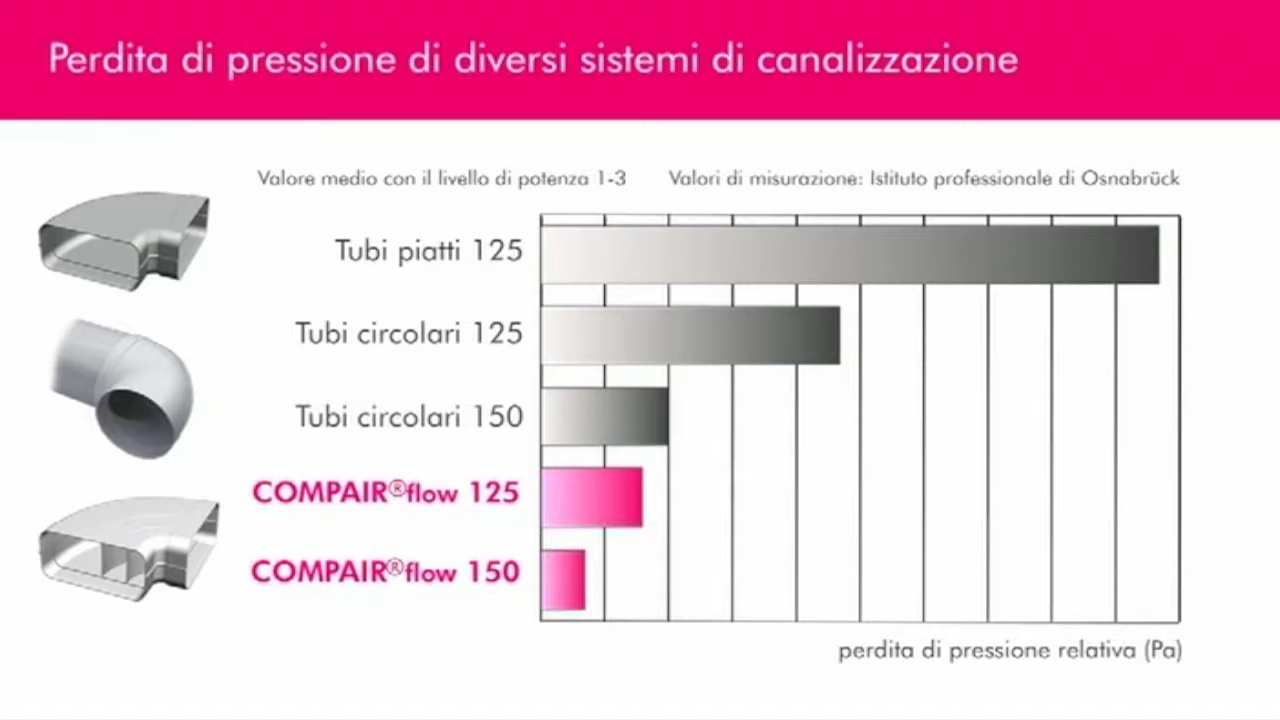 Perdita di pressione di diversi sistemi di canalizzazione
Valore medio con il livello di potenza 1-3
Valori di misurazione: Istituto professionale di Osnabrück
Tubi piatti 125
Tubi circolari 125
Tubi circolari 150
COMPAIR®flow 125
COMPAIR®flow 150
perdita di pressione relativa (Pa)